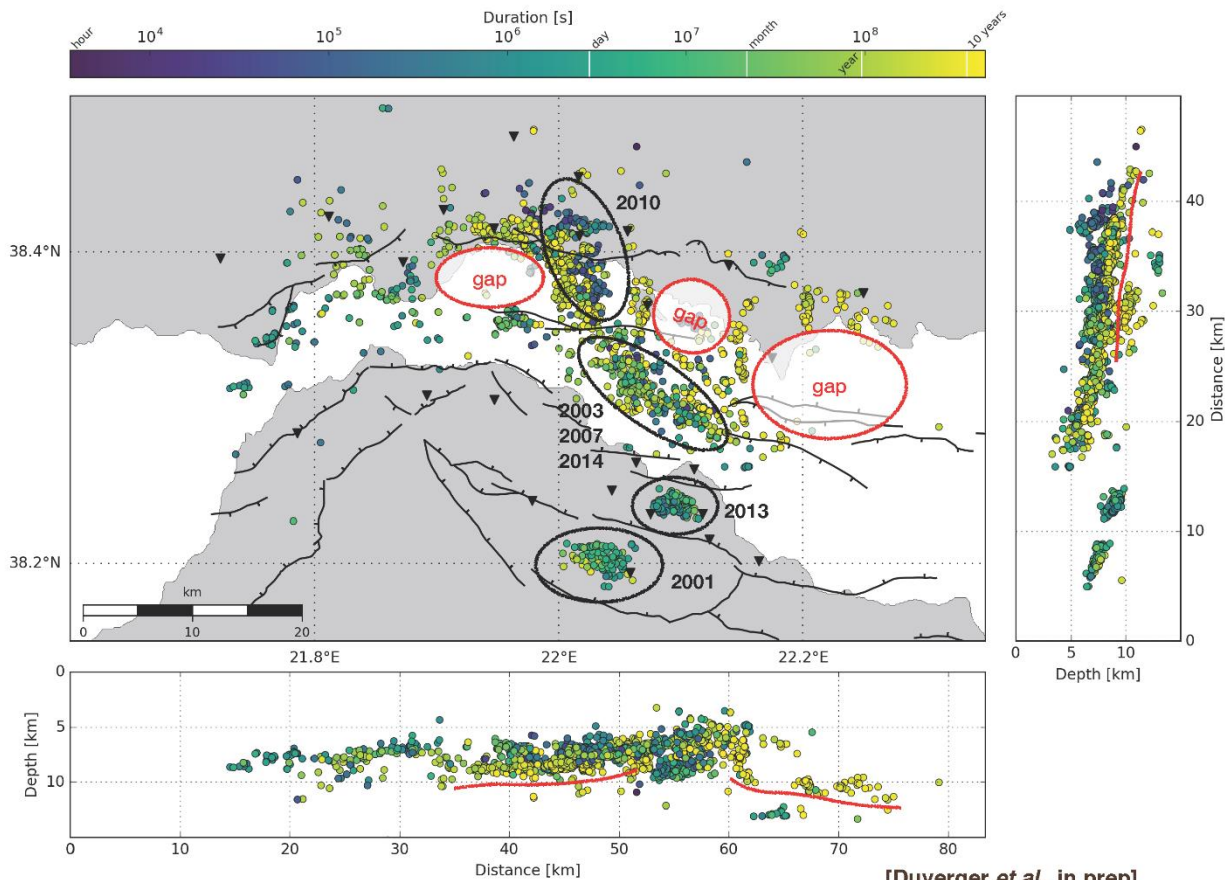 Duration [s]
hour 10⁴ 10⁵ 10⁶ day 10⁷ month year 10⁸ 10 years
2010
38.4°N
gap
gap
gap
2003
2007
2014
2013
38.2°N
2001
km
0 10 20
21.8°E 22°E 22.2°E
40
30
20
10
0
Distance [km]
0 5 10
Depth [km]
0
5
10
Depth [km]
0 10 20 30 40 50 60 70 80
Distance [km]
[Duverger et al., in prep]